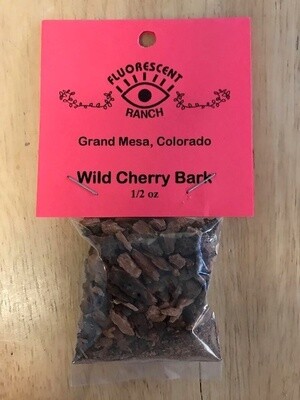 FLUORESCENT
RANCH
Grand Mesa, Colorado
Wild Cherry Bark
1/2 oz